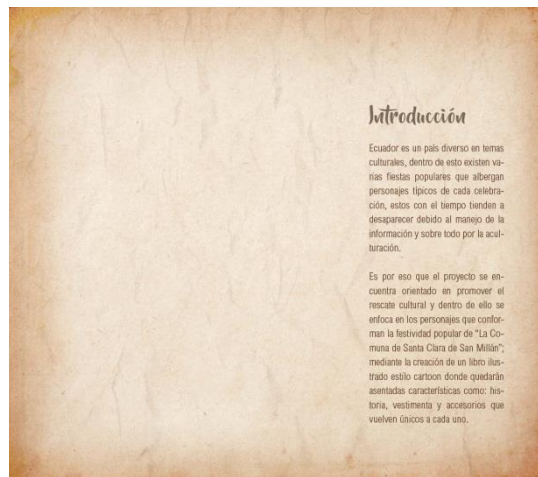 Introducción
Ecuador es un país diverso en temas
culturales, dentro de esto existen va-
rias fiestas populares que albergan
personajes típicos de cada celebra-
ción, estos con el tiempo tienden a
desaparecer debido al manejo de la
información y sobre todo por la acul-
turación.
Es por eso que el proyecto se en-
cuentra orientado en promover el
rescate cultural y dentro de ello se
enfoca en los personajes que confor-
man la festividad popular de "La Co-
muna de Santa Clara de San Millán";
mediante la creación de un libro ilus-
trado estilo cartoon donde quedarán
asentadas características como: his-
toria, vestimenta y accesorios que
vuelven únicos a cada uno.